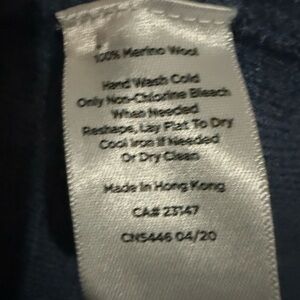 100% Merino Wool
Hand Wash Cold
Only Non-Chlorine Bleach
When Needed
Reshape, Lay Flat To Dry
Cool Iron If Needed
Or Dry Clean
Made In Hong Kong
CA# 23147
CNS446 04/20